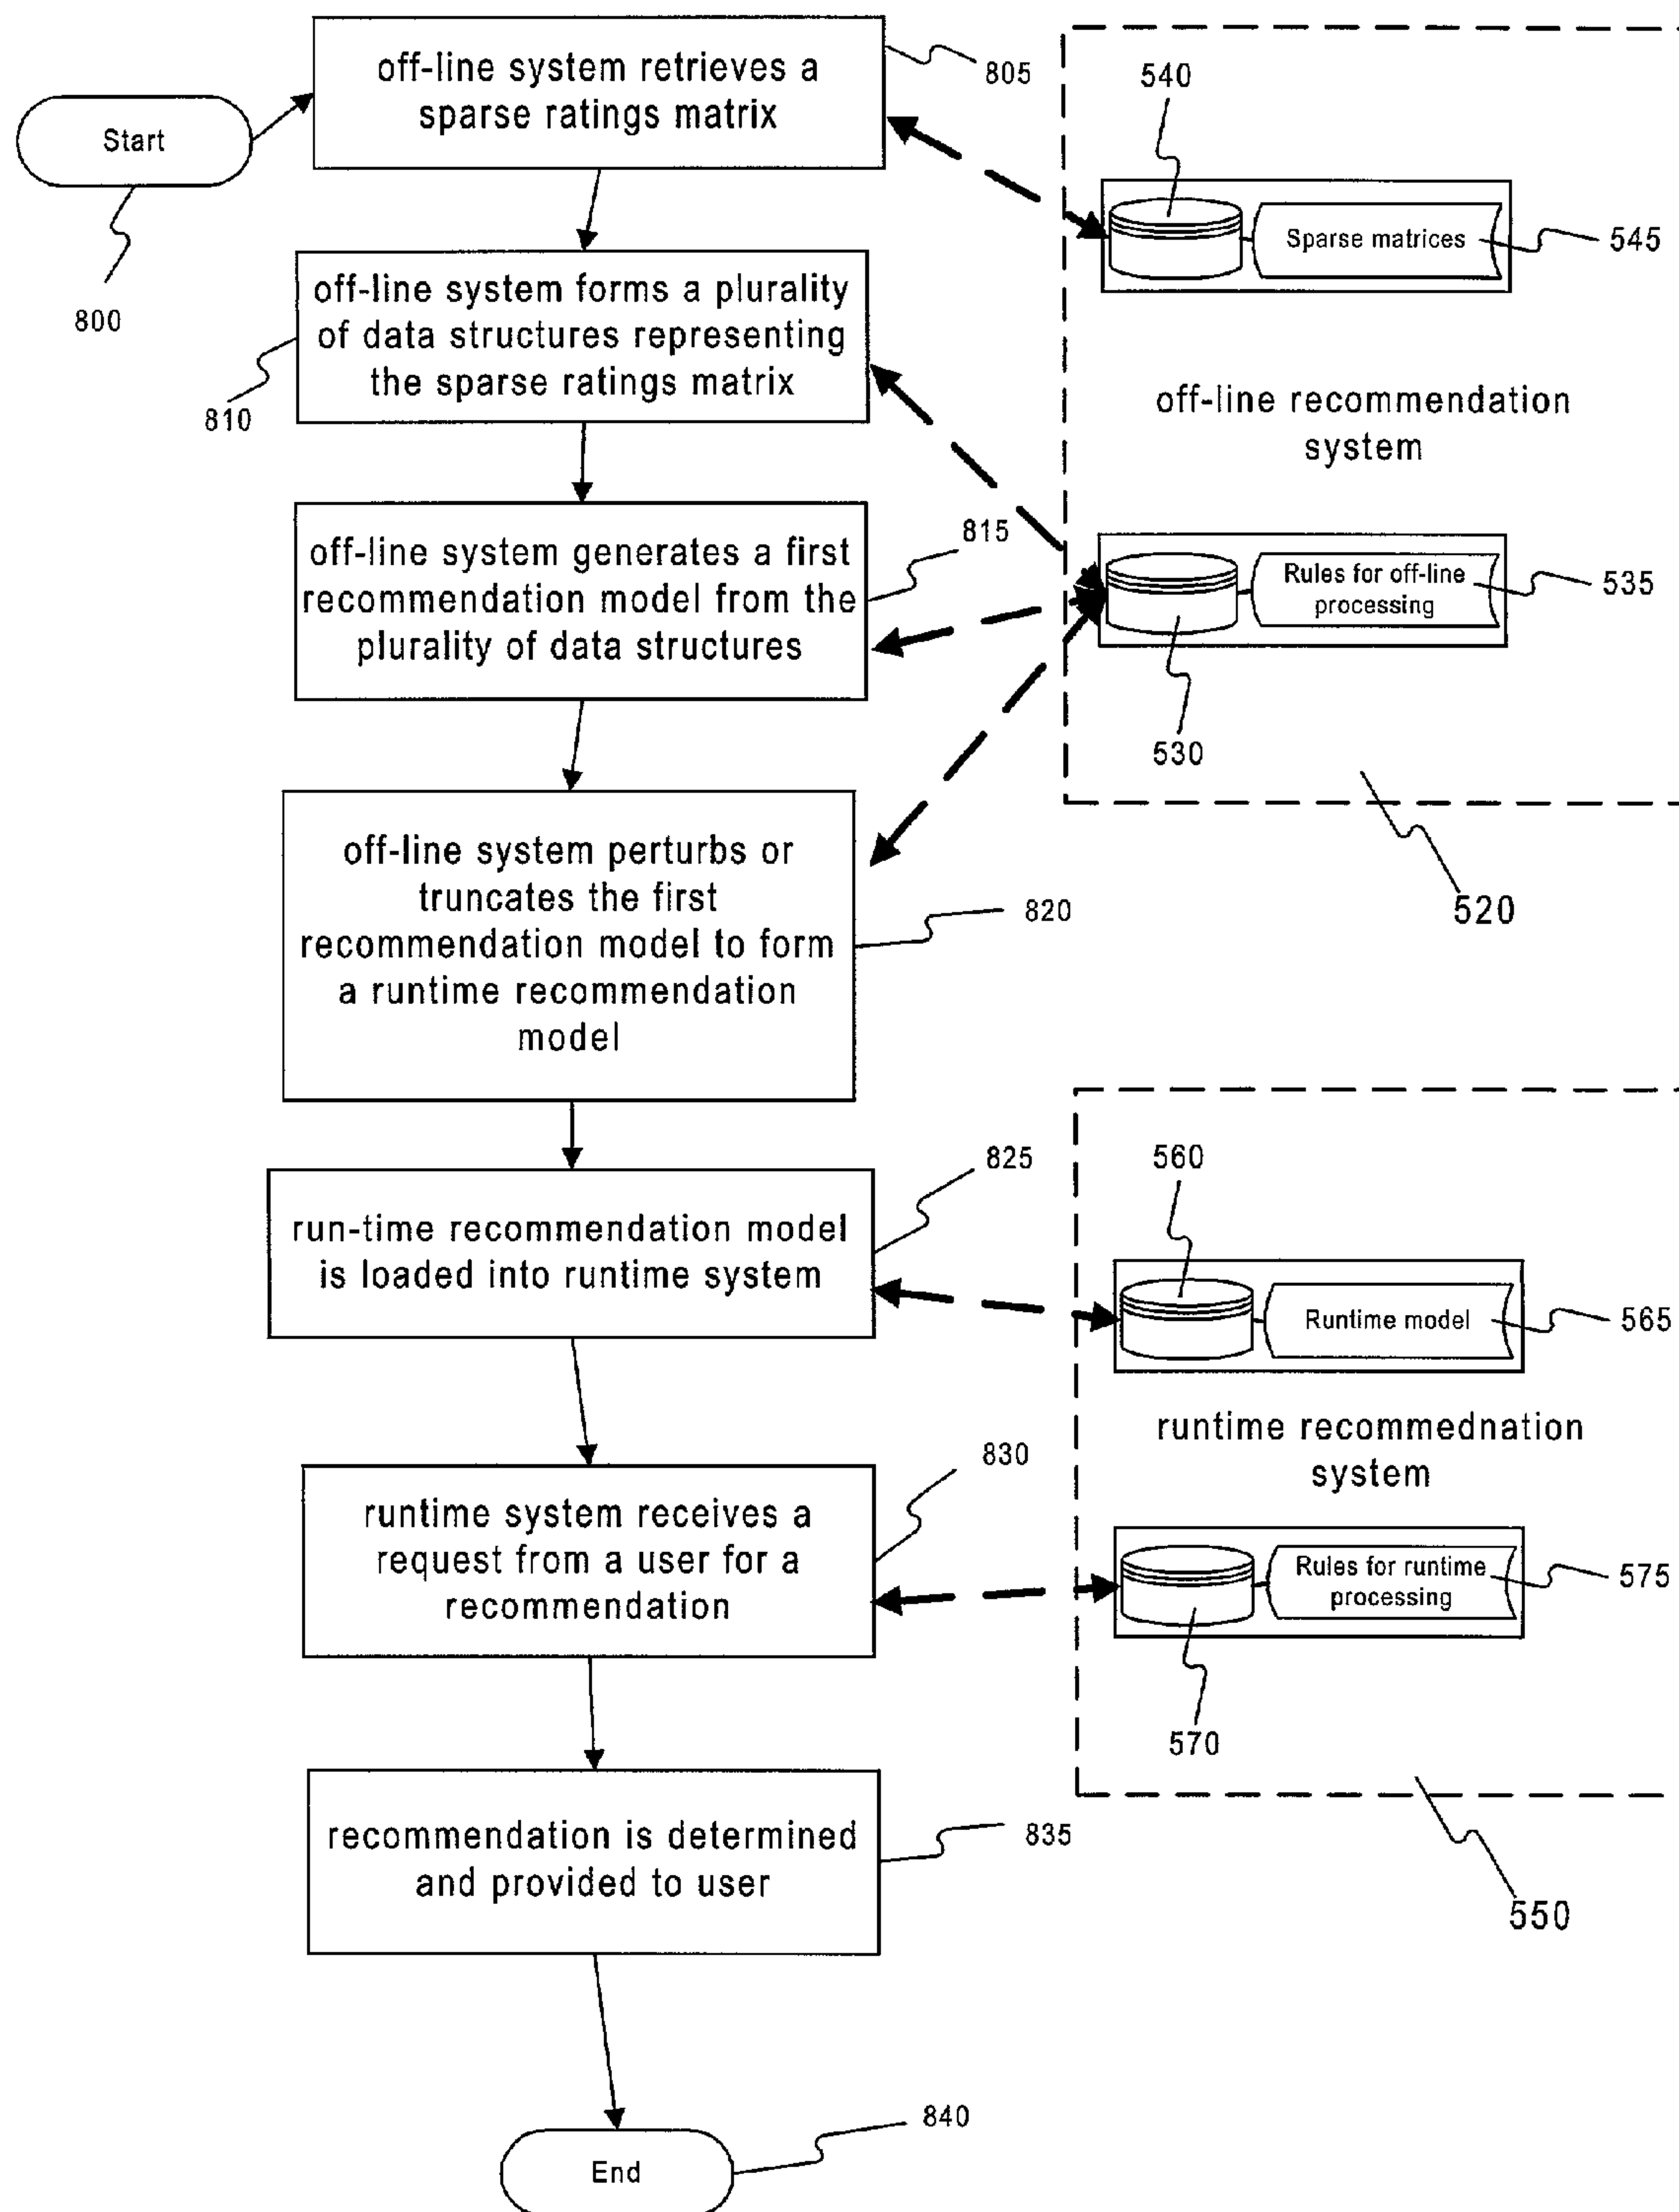 Start
800
off-line system retrieves a
sparse ratings matrix
805
off-line system forms a plurality
of data structures representing
the sparse ratings matrix
810
off-line system generates a first
recommendation model from the
plurality of data structures
815
off-line system perturbs or
truncates the first
recommendation model to form
a runtime recommendation
model
820
run-time recommendation model
is loaded into runtime system
825
runtime system receives a
request from a user for a
recommendation
830
recommendation is determined
and provided to user
835
End
840
540
Sparse matrices
545
off-line recommendation
system
Rules for off-line
processing
535
530
520
560
Runtime model
565
runtime recommednation
system
Rules for runtime
processing
575
570
550